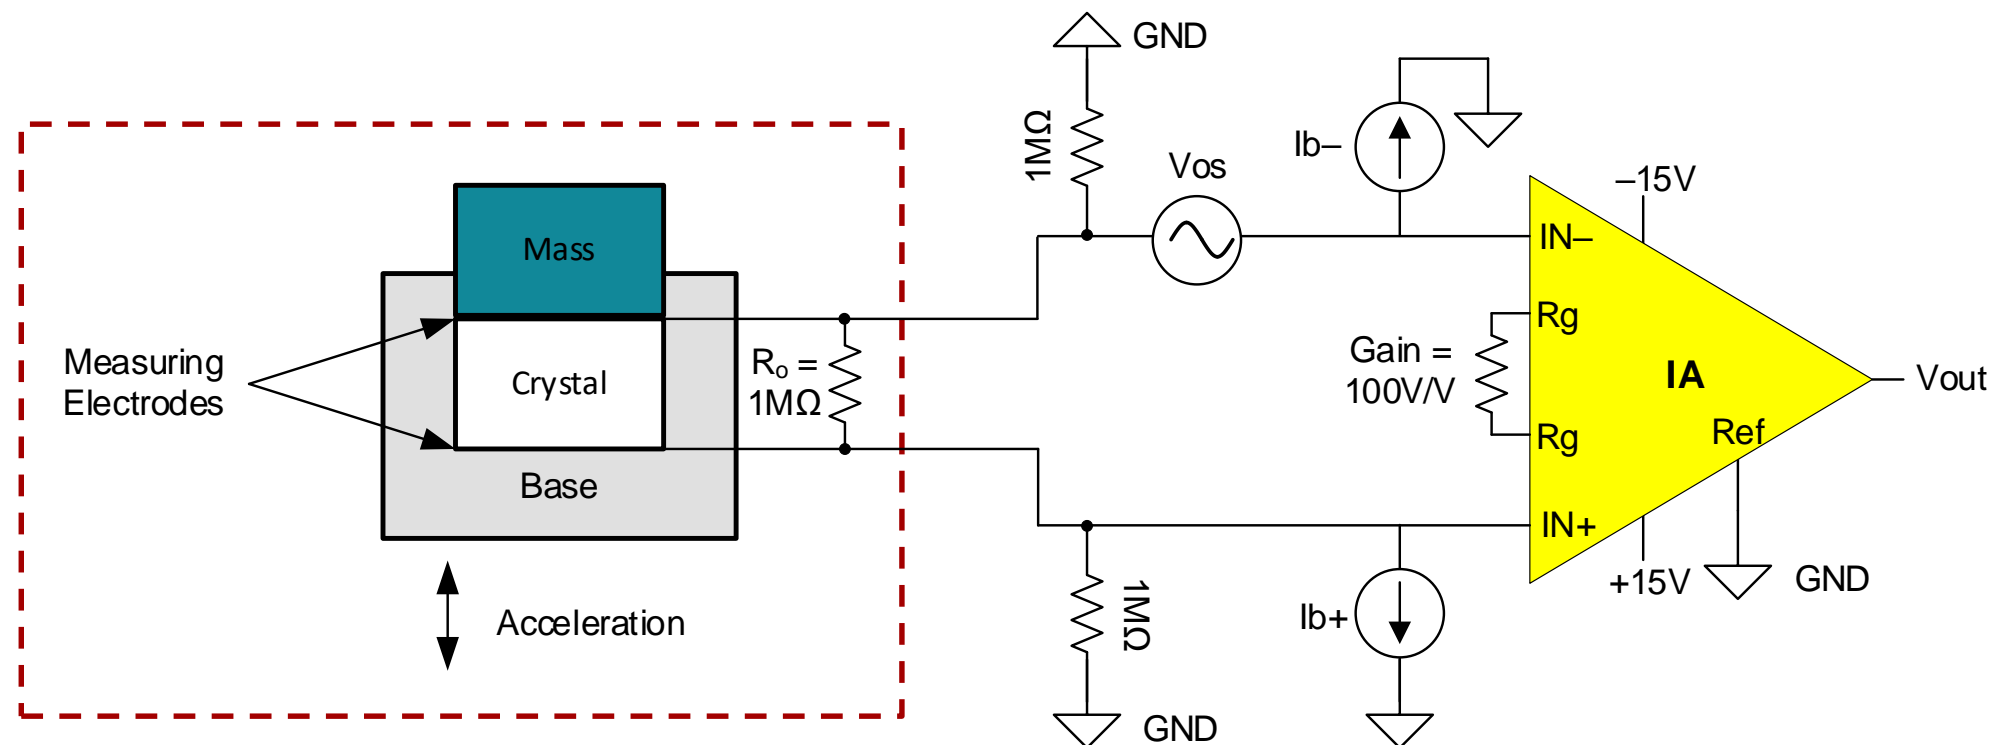 GND
1MΩ
Vos
Ib–
–15V
IN–
Mass
Rg
Measuring
Electrodes
Crystal
Rₒ =
1MΩ
Gain =
100V/V
IA
Vout
Rg
Ref
Base
IN+
1MΩ
Ib+
+15V
GND
Acceleration
GND